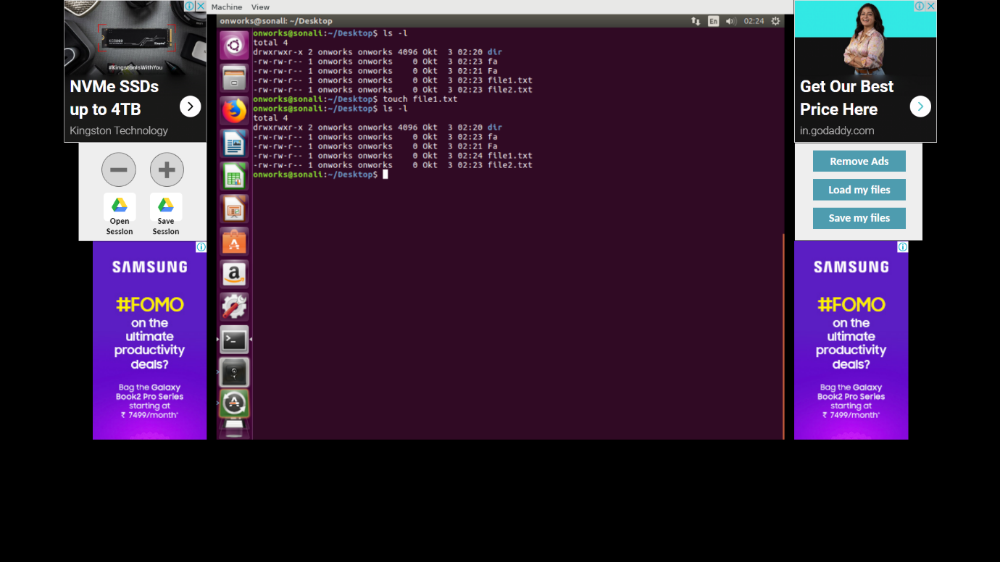 Machine View
onworks@sonali: ~/Desktop
En
02:24
onworks@sonali:~/Desktop$ ls -l
total 4
drwxrwxr-x 2 onworks onworks 4096 Okt  3 02:20 dir
-rw-rw-r-- 1 onworks onworks    0 Okt  3 02:23 fa
-rw-rw-r-- 1 onworks onworks    0 Okt  3 02:21 Fa
-rw-rw-r-- 1 onworks onworks    0 Okt  3 02:23 file1.txt
-rw-rw-r-- 1 onworks onworks    0 Okt  3 02:23 file2.txt
onworks@sonali:~/Desktop$ touch file1.txt
onworks@sonali:~/Desktop$ ls -l
total 4
drwxrwxr-x 2 onworks onworks 4096 Okt  3 02:20 dir
-rw-rw-r-- 1 onworks onworks    0 Okt  3 02:23 fa
-rw-rw-r-- 1 onworks onworks    0 Okt  3 02:21 Fa
-rw-rw-r-- 1 onworks onworks    0 Okt  3 02:24 file1.txt
-rw-rw-r-- 1 onworks onworks    0 Okt  3 02:23 file2.txt
onworks@sonali:~/Desktop$
#KingstonIsWithYou
NVMe SSDs
up to 4TB
Kingston Technology
Open
Session
Save
Session
SAMSUNG
#FOMO
on the
ultimate
productivity
deals?
Bag the Galaxy
Book2 Pro Series
starting at
₹ 7499/month*
Get Our Best
Price Here
in.godaddy.com
Remove Ads
Load my files
Save my files
SAMSUNG
#FOMO
on the
ultimate
productivity
deals?
Bag the Galaxy
Book2 Pro Series
starting at
₹ 7499/month*